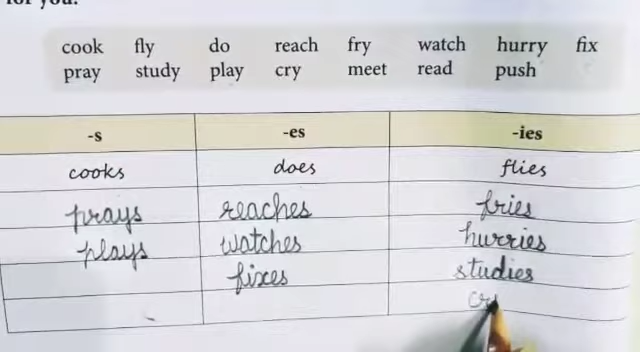 for you.
cook fly do reach fry watch hurry fix
pray study play cry meet read push
-s -es -ies
cooks does flies
prays reaches fries
plays watches hurries
fixes studies